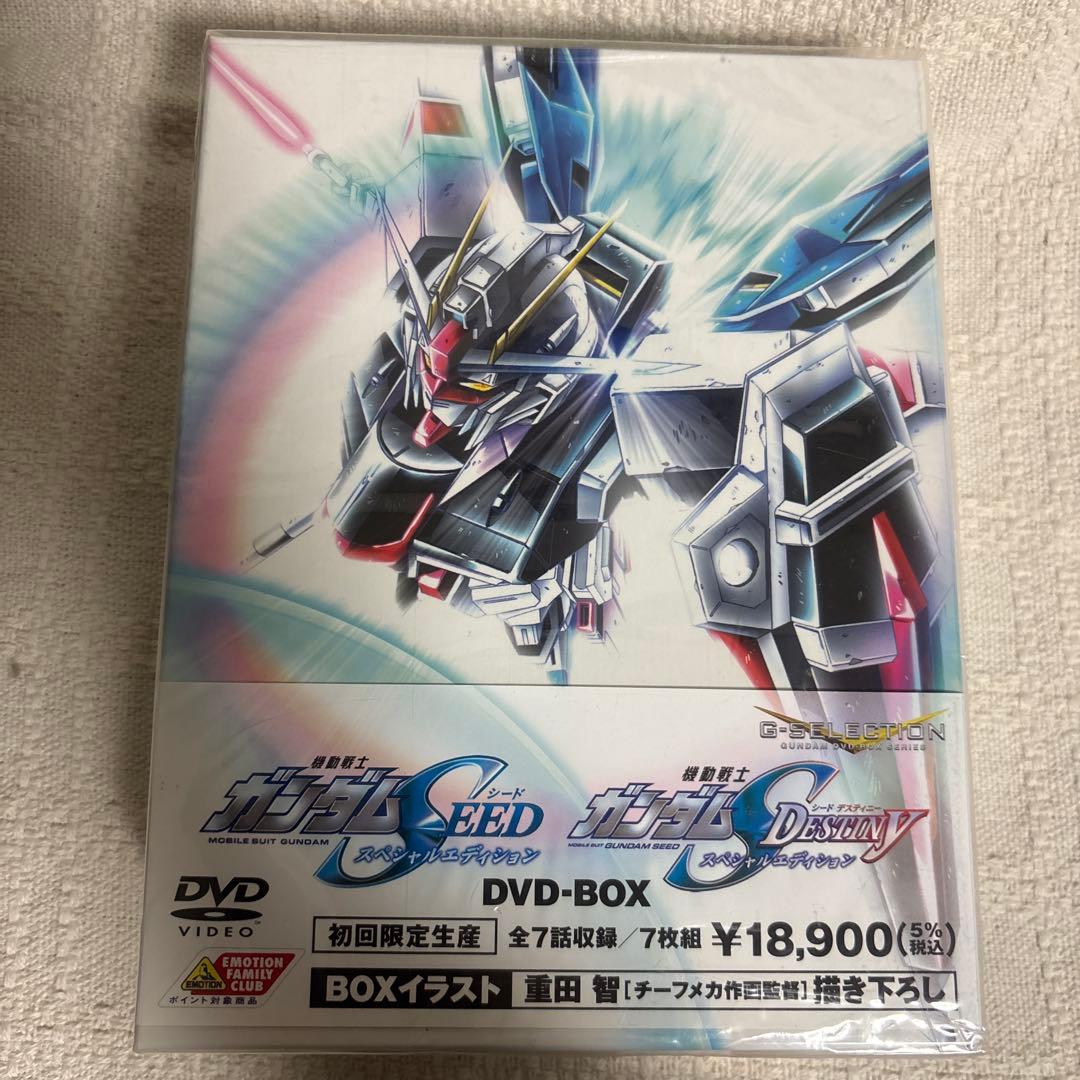 G-SELECTION
GUNDAM DVD-BOX SERIES
機動戦士
ガンダムSEED
シード
MOBILE SUIT GUNDAM
スペシャルエディション
機動戦士
ガンダムSDESTINY
シード デスティニー
MOBILE SUIT GUNDAM SEED
スペシャルエディション
DVD-BOX
DVD
VIDEO
初回限定生産 全7話収録/7枚組 ¥18,900(5%税込)
EMOTION
EMOTION FAMILY CLUB
ポイント対象商品
BOXイラスト 重田 智[チーフメカ作画監督]描き下ろし